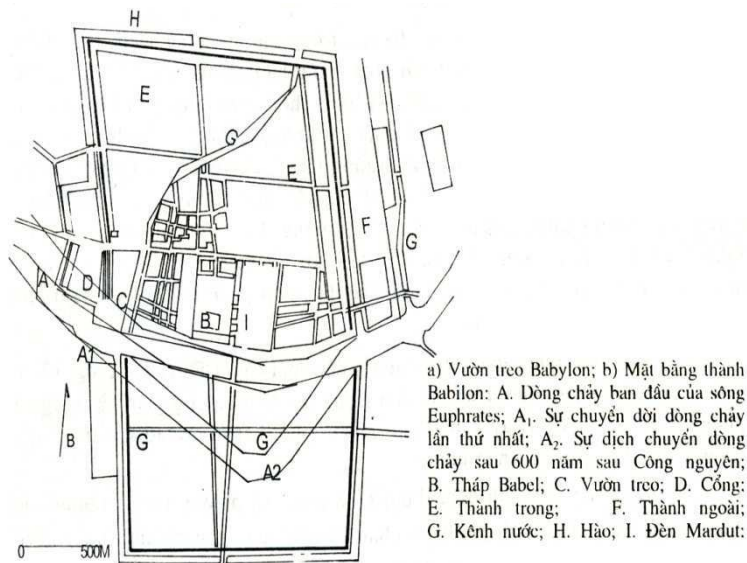 H
E
G
E
F
G
A
D
C
B
I
A1
B
G
G
A2
0 500M
a) Vườn treo Babylon; b) Mặt bằng thành
Babilon: A. Dòng chảy ban đầu của sông
Euphrates; A₁. Sự chuyển dời dòng chảy
lần thứ nhất; A₂. Sự dịch chuyển dòng
chảy sau 600 năm sau Công nguyên;
B. Tháp Babel; C. Vườn treo; D. Cổng;
E. Thành trong; F. Thành ngoài;
G. Kênh nước; H. Hào; I. Đèn Mardut: